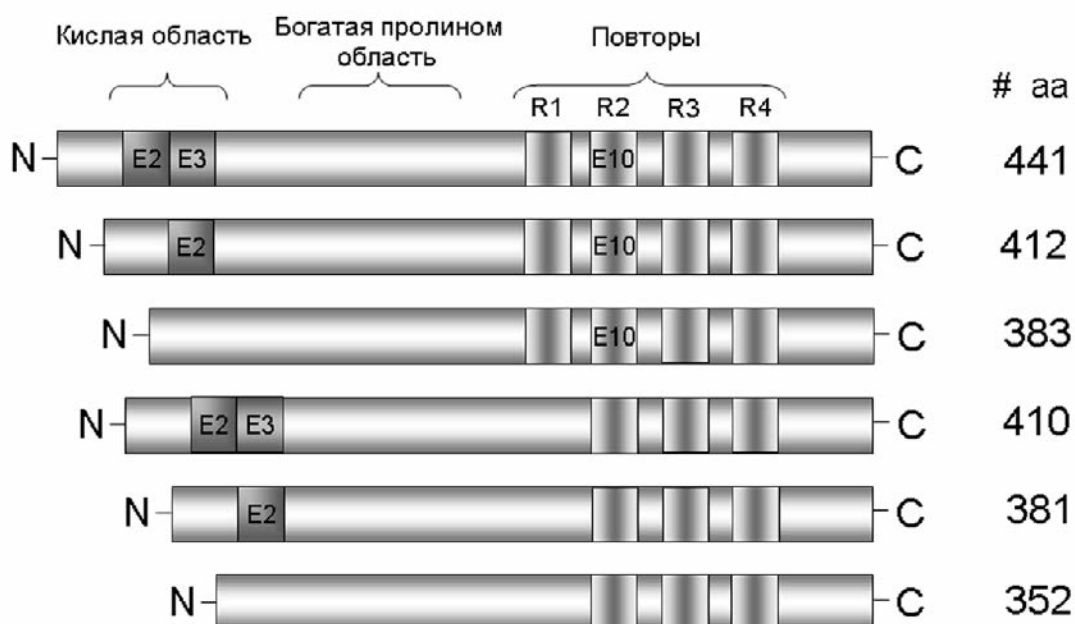 Кислая область
Богатая пролином
область
Повторы
# aa
R1 R2 R3 R4
N E2 E3 E10 C 441
N E2 E10 C 412
N E10 C 383
N E2 E3 C 410
N E2 C 381
N C 352